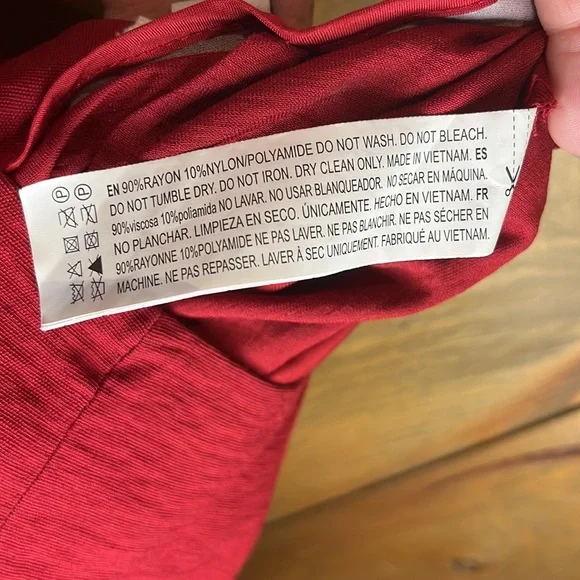 EN 90%RAYON 10%NYLON/POLYAMIDE DO NOT WASH. DO NOT BLEACH.
DO NOT TUMBLE DRY. DO NOT IRON. DRY CLEAN ONLY. MADE IN VIETNAM. ES
90%viscosa 10%poliamida NO LAVAR. NO USAR BLANQUEADOR. NO SECAR EN MÁQUINA.
NO PLANCHAR. LIMPIEZA EN SECO. ÚNICAMENTE. HECHO EN VIETNAM. FR
90%RAYONNE 10%POLYAMIDE NE PAS LAVER. NE PAS BLANCHIR. NE PAS SÉCHER EN
MACHINE. NE PAS REPASSER. LAVER À SEC UNIQUEMENT. FABRIQUÉ AU VIETNAM.